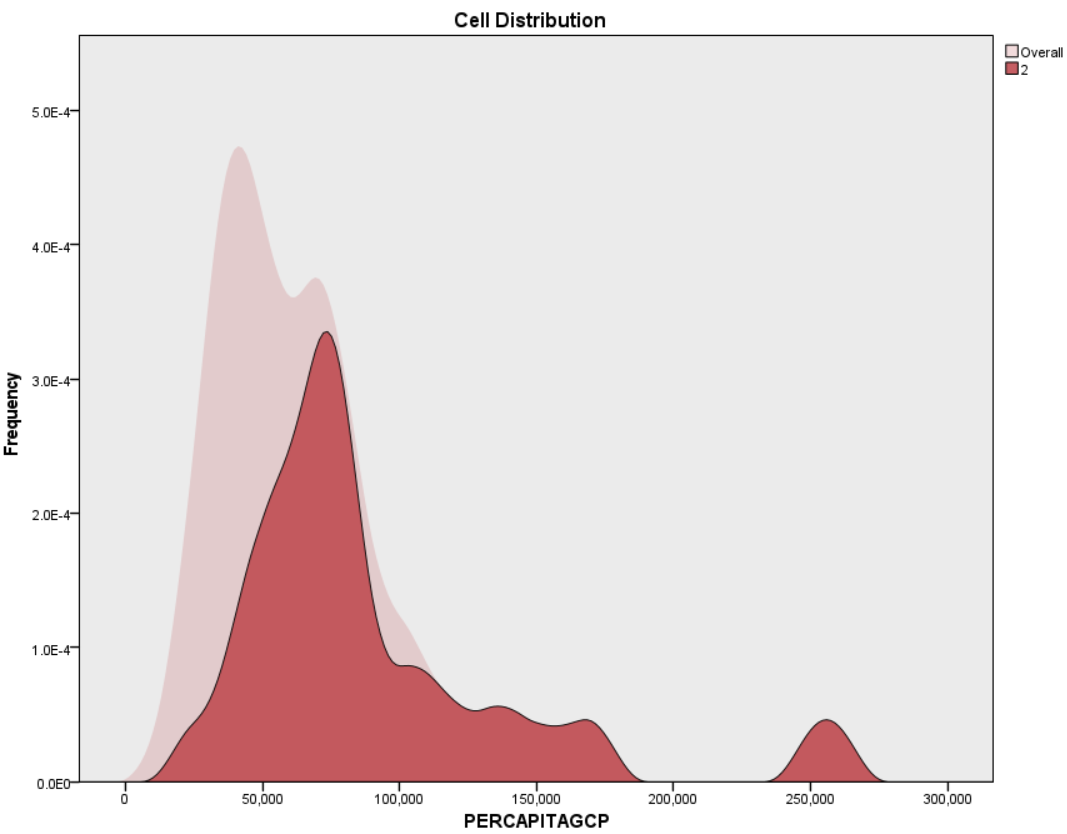 Cell Distribution
Overall
2
5.0E-4
4.0E-4
3.0E-4
2.0E-4
1.0E-4
0.0E0
Frequency
0
50,000
100,000
150,000
200,000
250,000
300,000
PERCAPITAGCP